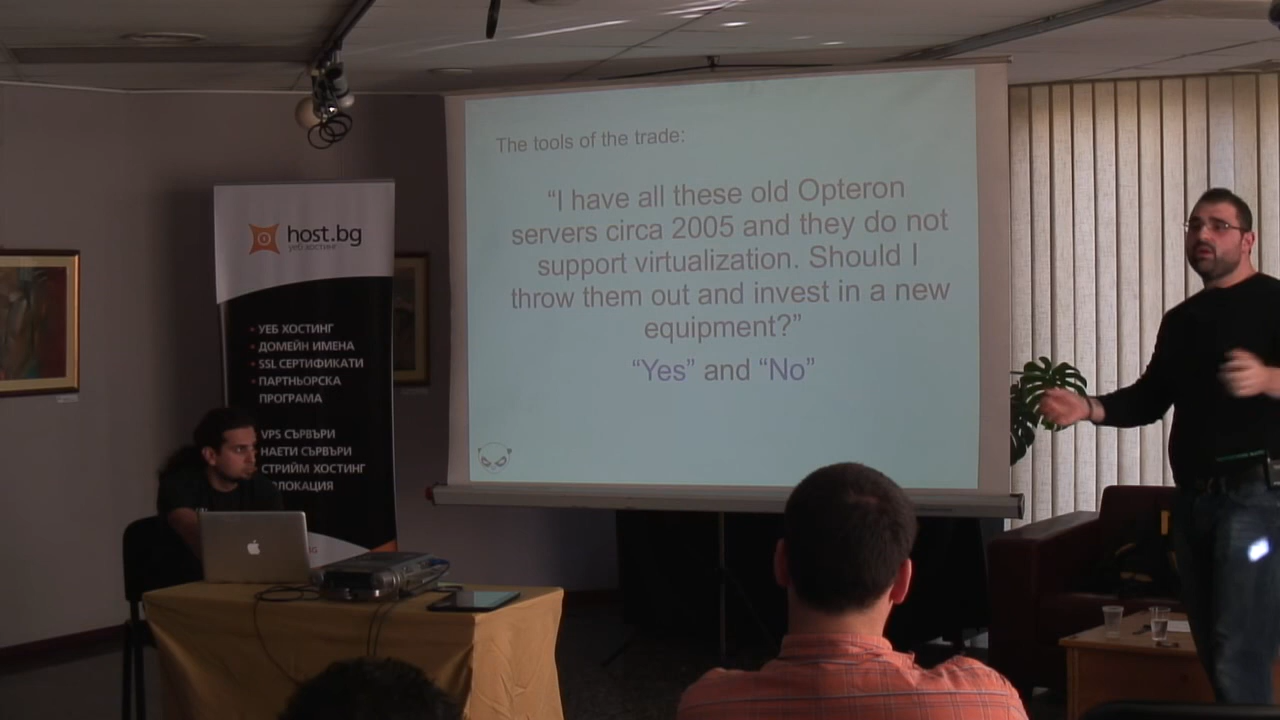 host.bg
уеб хостинг
• УЕБ ХОСТИНГ
• ДОМЕЙН ИМЕНА
• SSL СЕРТИФИКАТИ
• ПАРТНЬОРСКА
ПРОГРАМА
VPS СЪРВЪРИ
НАЕТИ СЪРВЪРИ
СТРИЙМ ХОСТИНГ
The tools of the trade:
“I have all these old Opteron
servers circa 2005 and they do not
support virtualization. Should I
throw them out and invest in a new
equipment?”
“Yes” and “No”